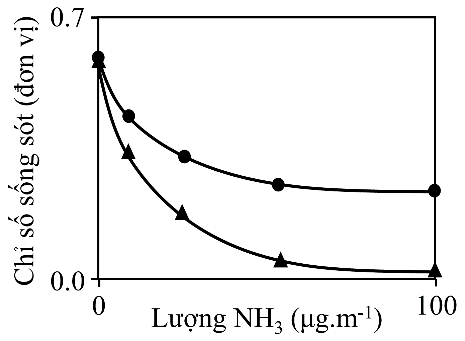 0.7
Chỉ số sống sót (đơn vị)
0.0
0
100
Lượng NH₃ (μg.m⁻¹)